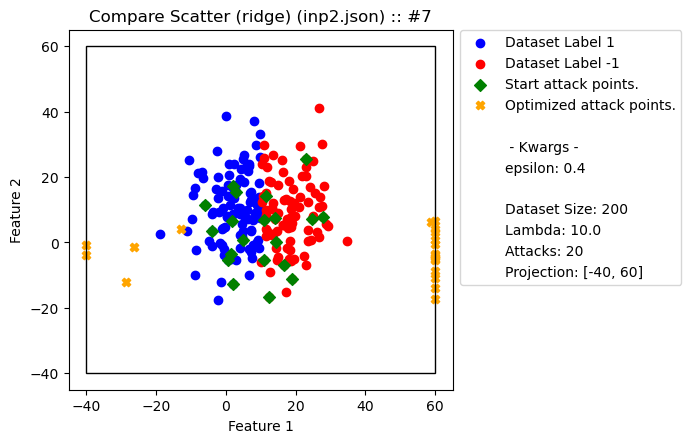 Compare Scatter (ridge) (inp2.json) :: #7
Dataset Label 1
Dataset Label -1
Start attack points.
Optimized attack points.
- Kwargs -
epsilon: 0.4
Dataset Size: 200
Lambda: 10.0
Attacks: 20
Projection: [-40, 60]
Feature 2
60
40
20
0
−20
−40
−40
−20
0
20
40
60
Feature 1